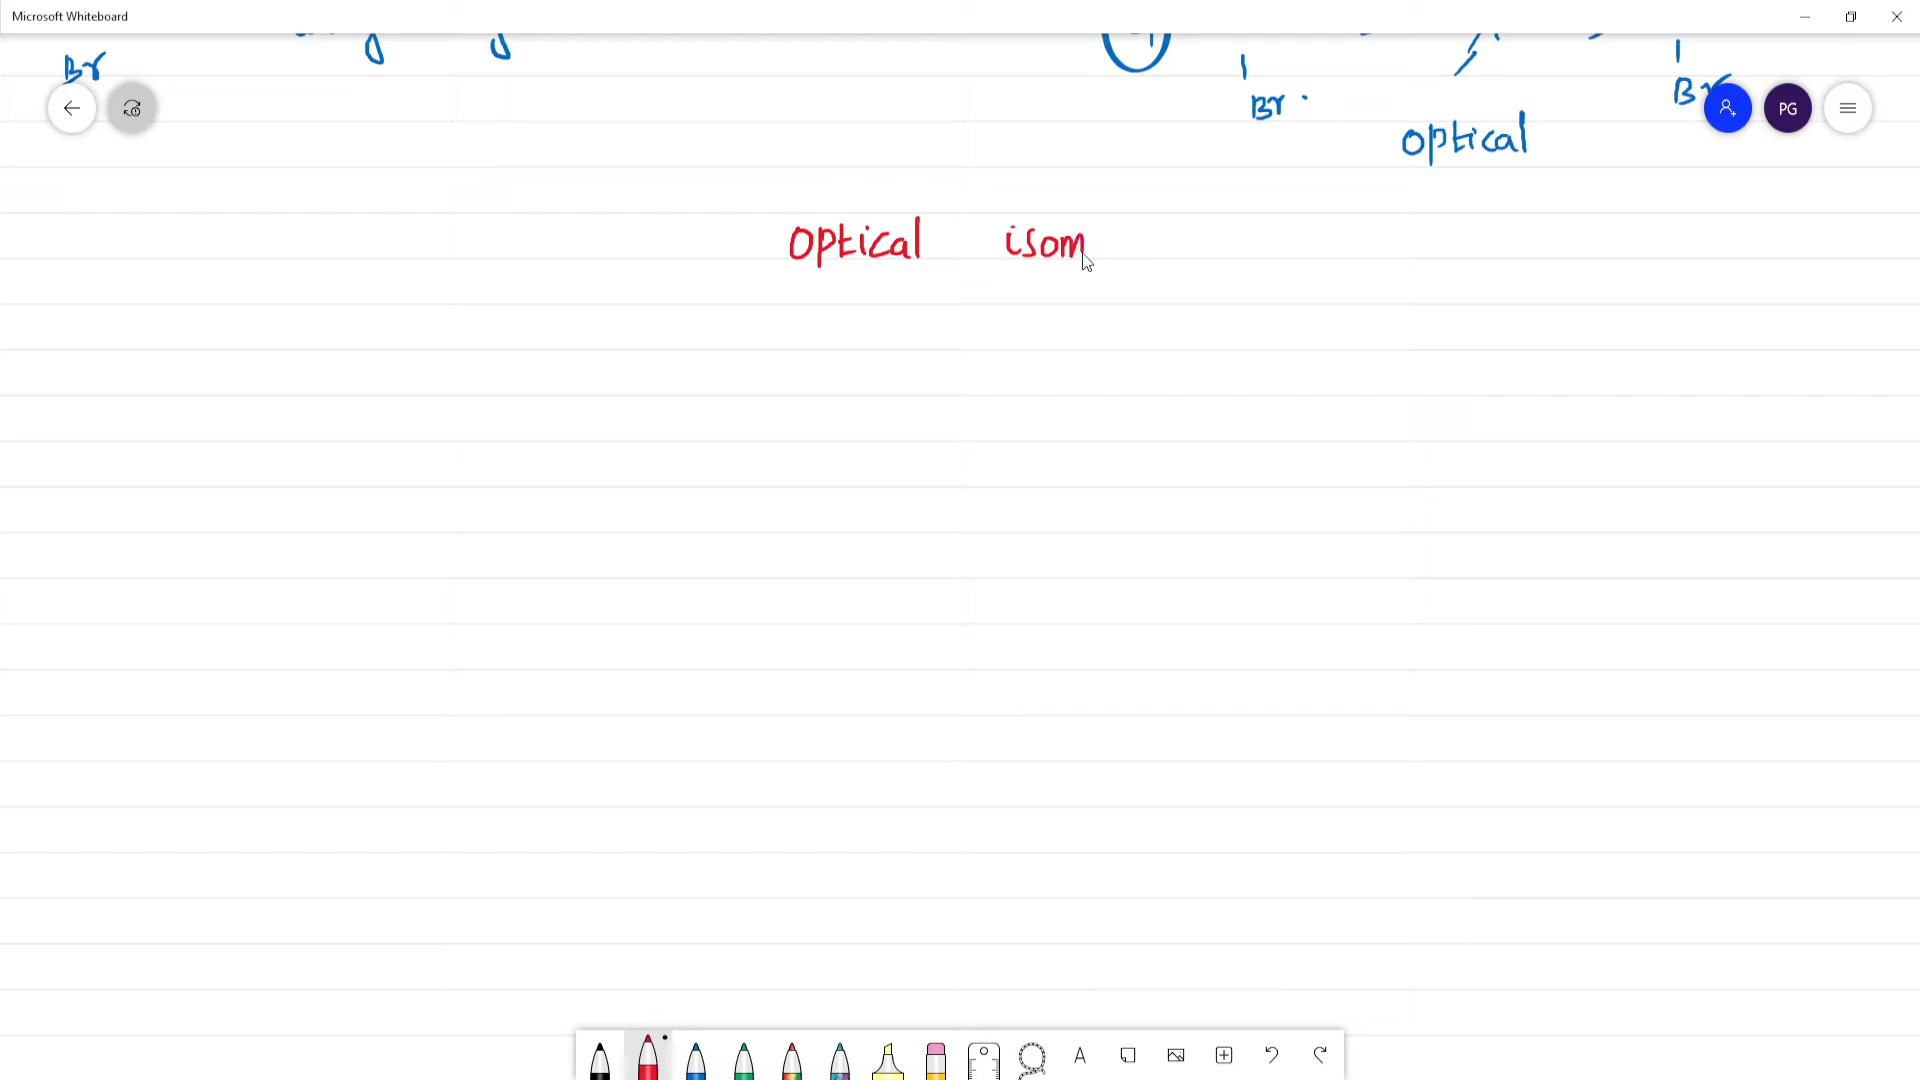 Microsoft Whiteboard
Br
Br
Br
PG
optical
optical isom
A